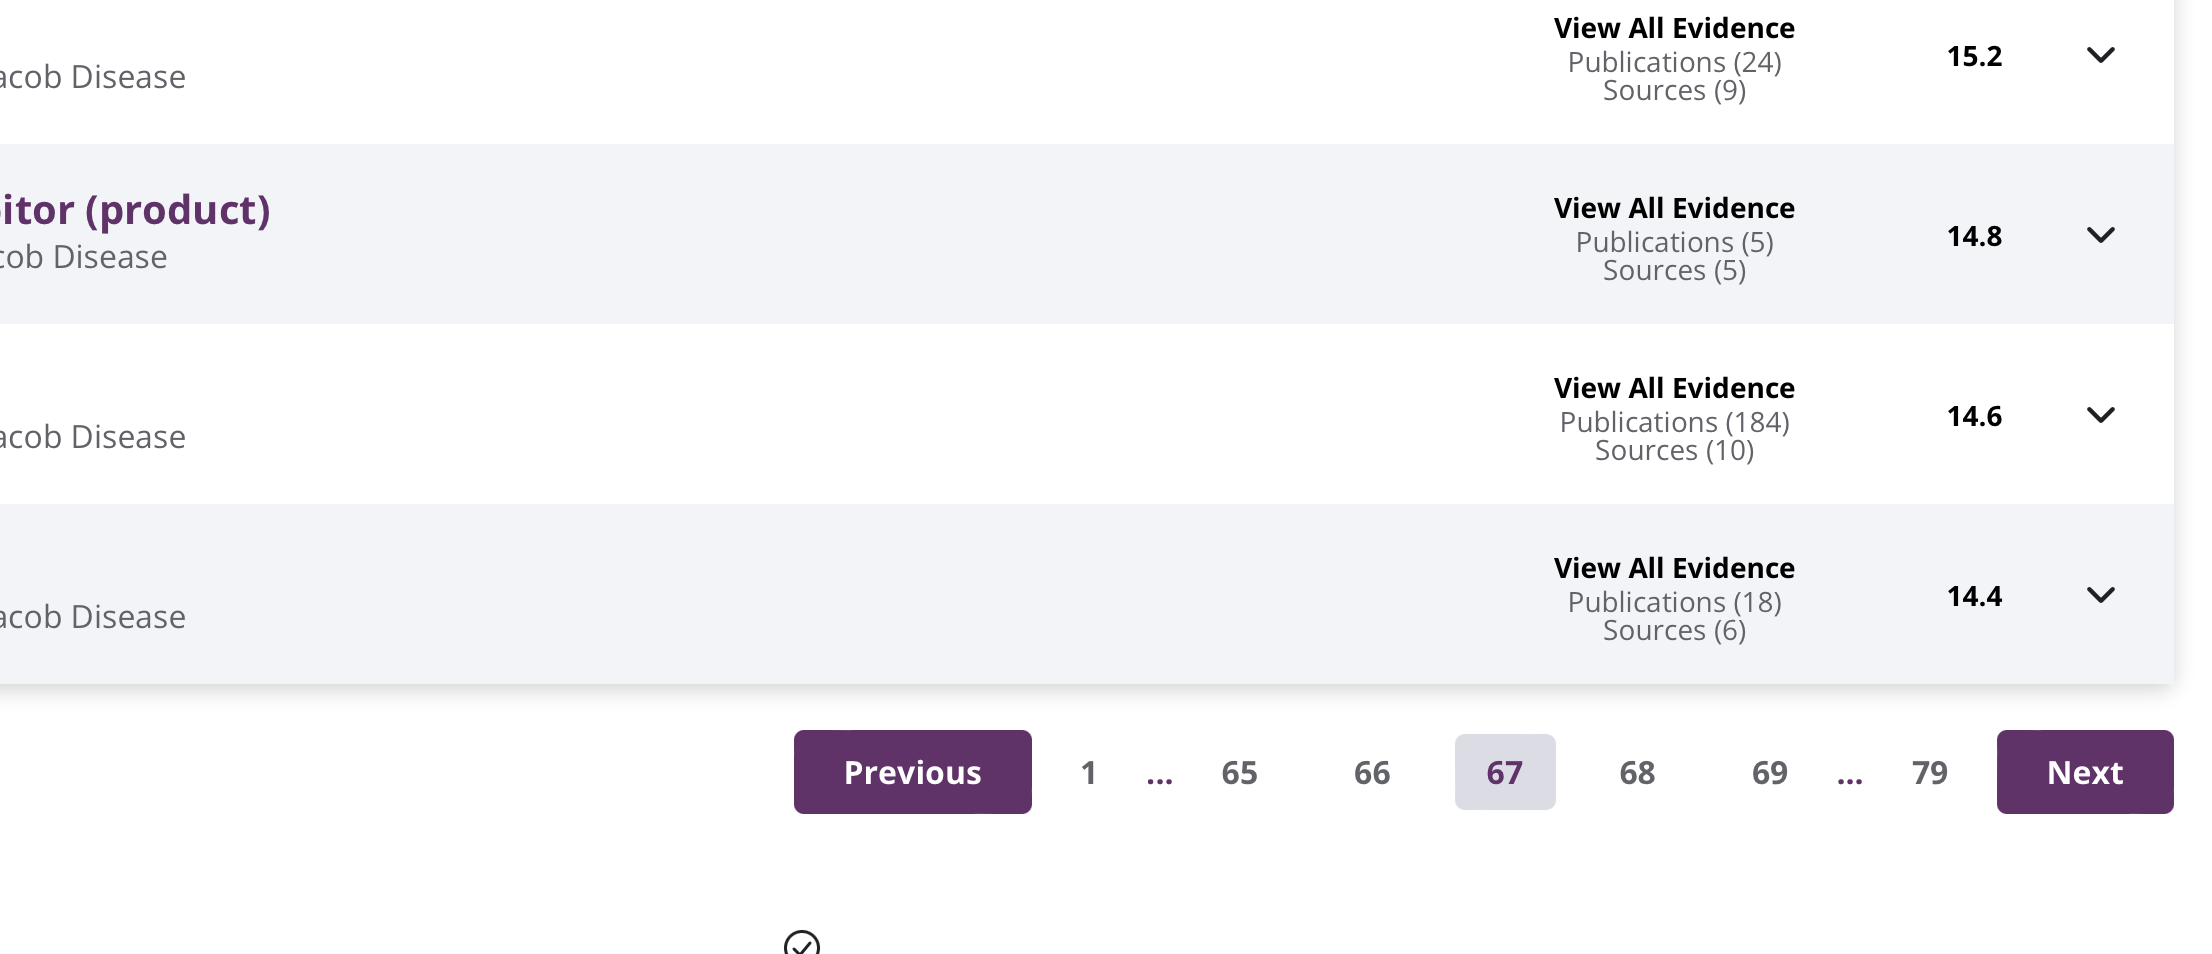 View All Evidence
Publications (24)
Sources (9)
15.2
acob Disease
itor (product)
cob Disease
View All Evidence
Publications (5)
Sources (5)
14.8
acob Disease
View All Evidence
Publications (184)
Sources (10)
14.6
acob Disease
View All Evidence
Publications (18)
Sources (6)
14.4
Previous 1 ... 65 66 67 68 69 ... 79 Next